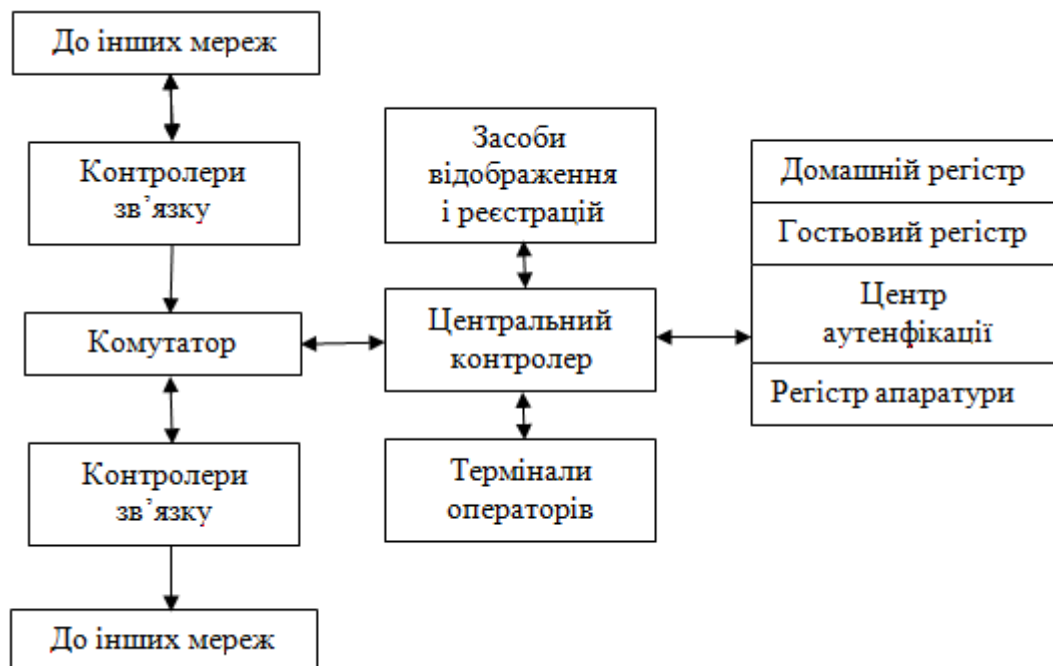 До інших мереж
Контролери
зв’язку
Комутатор
Контролери
зв’язку
До інших мереж
Засоби
відображення
і реєстрацій
Центральний
контролер
Термінали
операторів
Домашній регістр
Гостьовий регістр
Центр
аутенфікації
Регістр апаратури